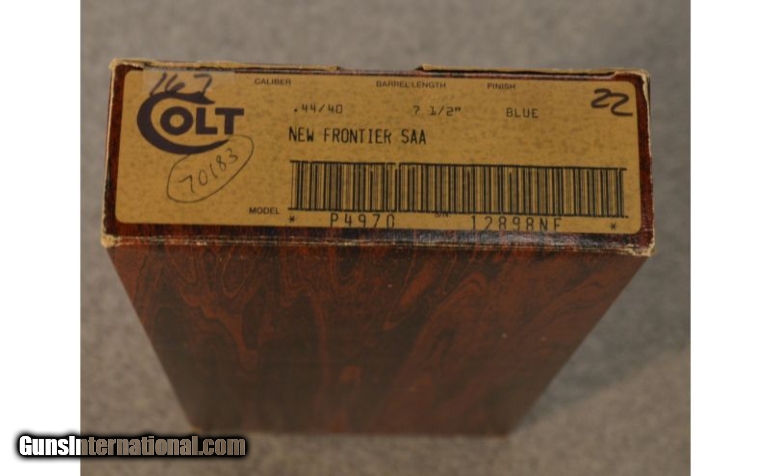 167
CALIBER BARREL LENGTH FINISH
.44/40 7 1/2" BLUE
22
COLT
NEW FRONTIER SAA
70183
MODEL
* P4970 S/N 12898NF *
GunsInternational.com